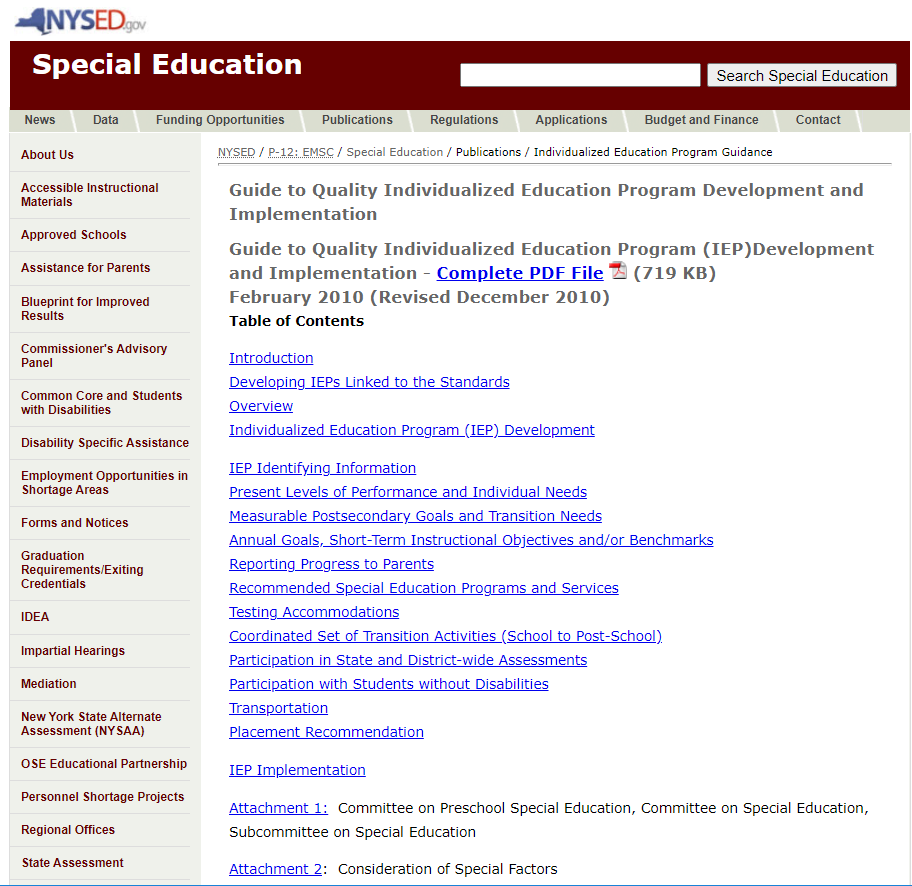 NYSED.gov
Special Education
Search Special Education
News Data Funding Opportunities Publications Regulations Applications Budget and Finance Contact
About Us
Accessible Instructional
Materials
Approved Schools
Assistance for Parents
Blueprint for Improved
Results
Commissioner's Advisory
Panel
Common Core and Students
with Disabilities
Disability Specific Assistance
Employment Opportunities in
Shortage Areas
Forms and Notices
Graduation
Requirements/Exiting
Credentials
IDEA
Impartial Hearings
Mediation
New York State Alternate
Assessment (NYSAA)
OSE Educational Partnership
Personnel Shortage Projects
Regional Offices
State Assessment
NYSED / P-12: EMSC / Special Education / Publications / Individualized Education Program Guidance
Guide to Quality Individualized Education Program Development and
Implementation
Guide to Quality Individualized Education Program (IEP)Development
and Implementation - Complete PDF File (719 KB)
February 2010 (Revised December 2010)
Table of Contents
Introduction
Developing IEPs Linked to the Standards
Overview
Individualized Education Program (IEP) Development
IEP Identifying Information
Present Levels of Performance and Individual Needs
Measurable Postsecondary Goals and Transition Needs
Annual Goals, Short-Term Instructional Objectives and/or Benchmarks
Reporting Progress to Parents
Recommended Special Education Programs and Services
Testing Accommodations
Coordinated Set of Transition Activities (School to Post-School)
Participation in State and District-wide Assessments
Participation with Students without Disabilities
Transportation
Placement Recommendation
IEP Implementation
Attachment 1: Committee on Preschool Special Education, Committee on Special Education,
Subcommittee on Special Education
Attachment 2: Consideration of Special Factors